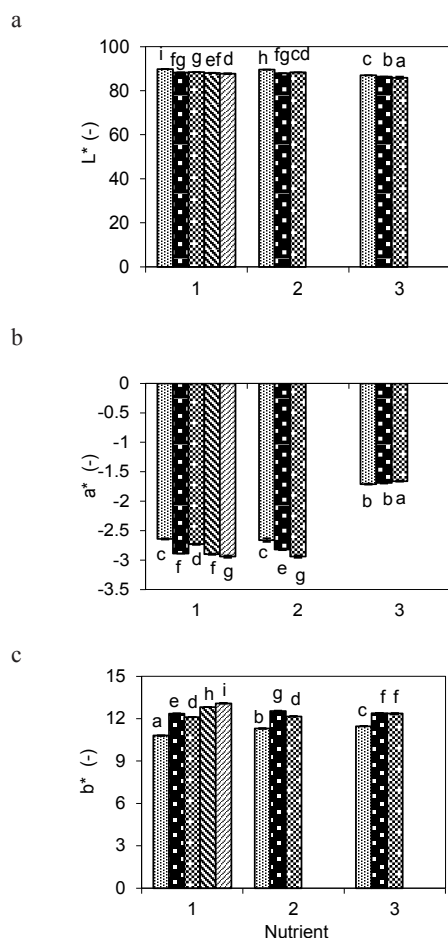 a
100
80
60
40
20
0
L* (-)
i fg g ef d h fg cd c b a
1 2 3
b
0
-0.5
-1
-1.5
-2
-2.5
-3
-3.5
a* (-)
c f d f g c e g b b a
1 2 3
c
15
12
9
6
3
0
b* (-)
a e d h i b g d c f f
1 2 3
Nutrient